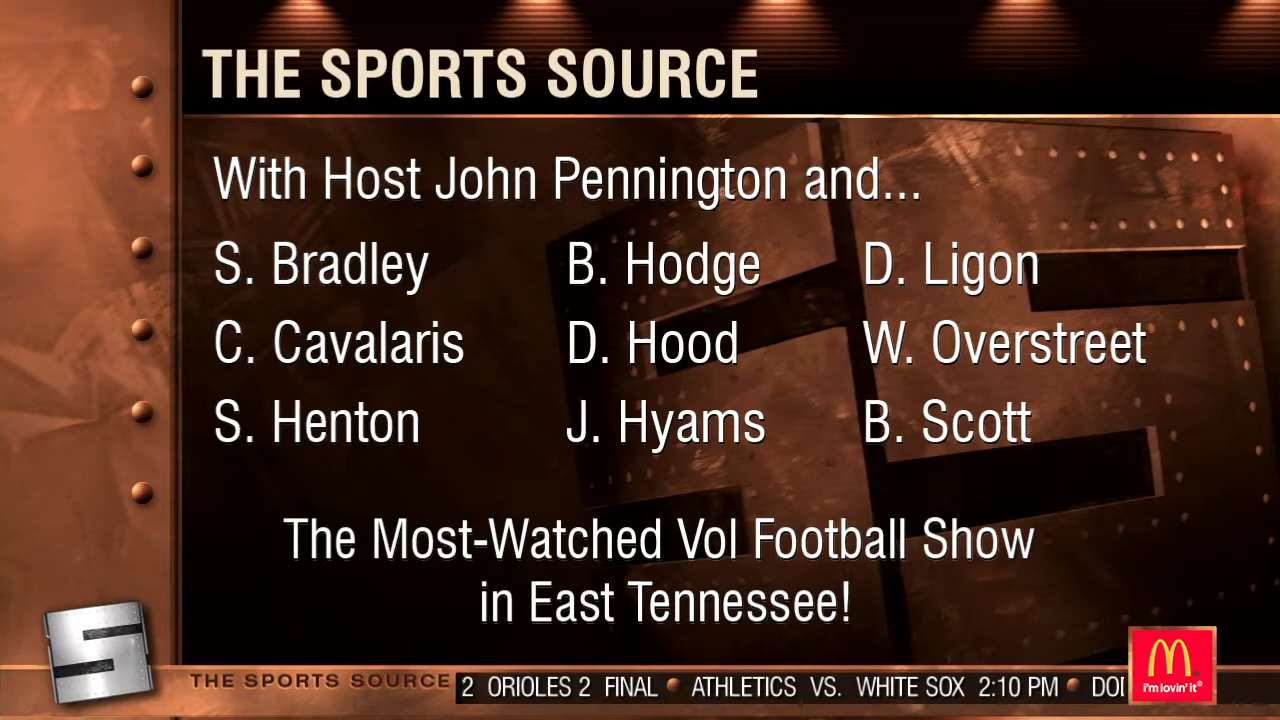 THE SPORTS SOURCE
With Host John Pennington and...
S. Bradley B. Hodge D. Ligon
C. Cavalaris D. Hood W. Overstreet
S. Henton J. Hyams B. Scott
The Most-Watched Vol Football Show
in East Tennessee!
THE SPORTS SOURCE 2 ORIOLES 2 FINAL ATHLETICS VS. WHITE SOX 2:10 PM
i'm lovin' it®